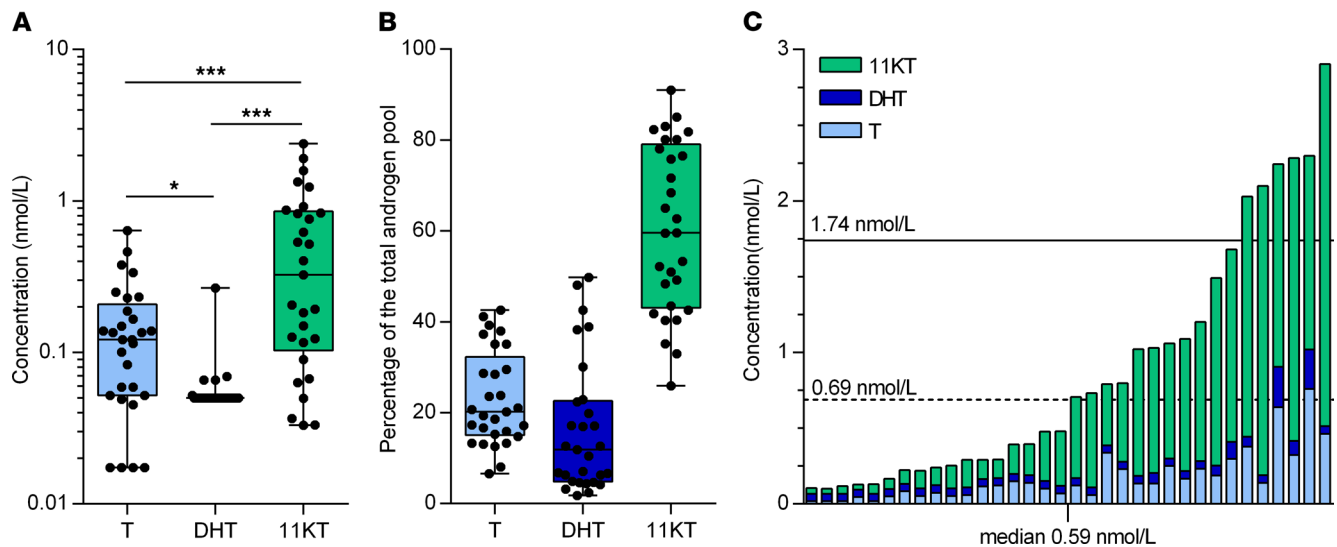 A
Concentration (nmol/L)
10
1
0.1
0.01
***
***
*
T DHT 11KT
B
Percentage of the total androgen pool
100
80
60
40
20
0
T DHT 11KT
C
Concentration(nmol/L)
3
2
1
0
11KT
DHT
T
1.74 nmol/L
0.69 nmol/L
median 0.59 nmol/L